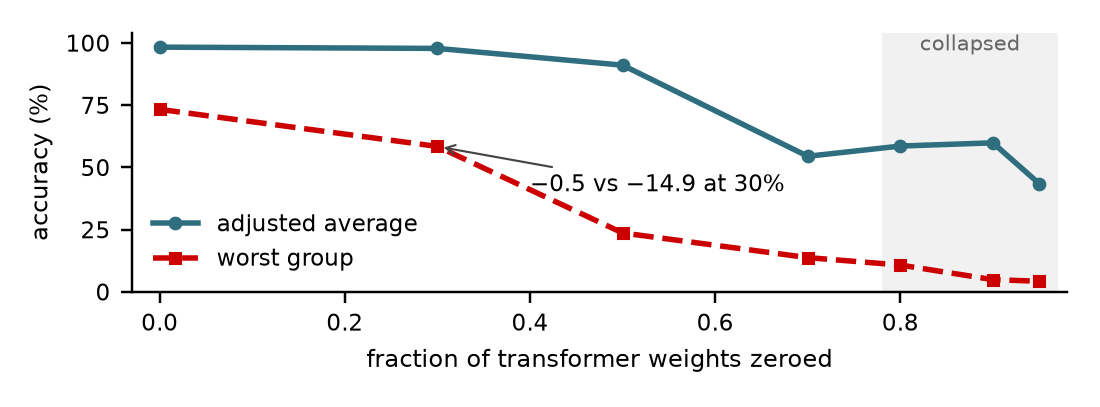 collapsed
100
75
50
25
0
accuracy (%)
−0.5 vs −14.9 at 30%
adjusted average
worst group
0.0 0.2 0.4 0.6 0.8
fraction of transformer weights zeroed